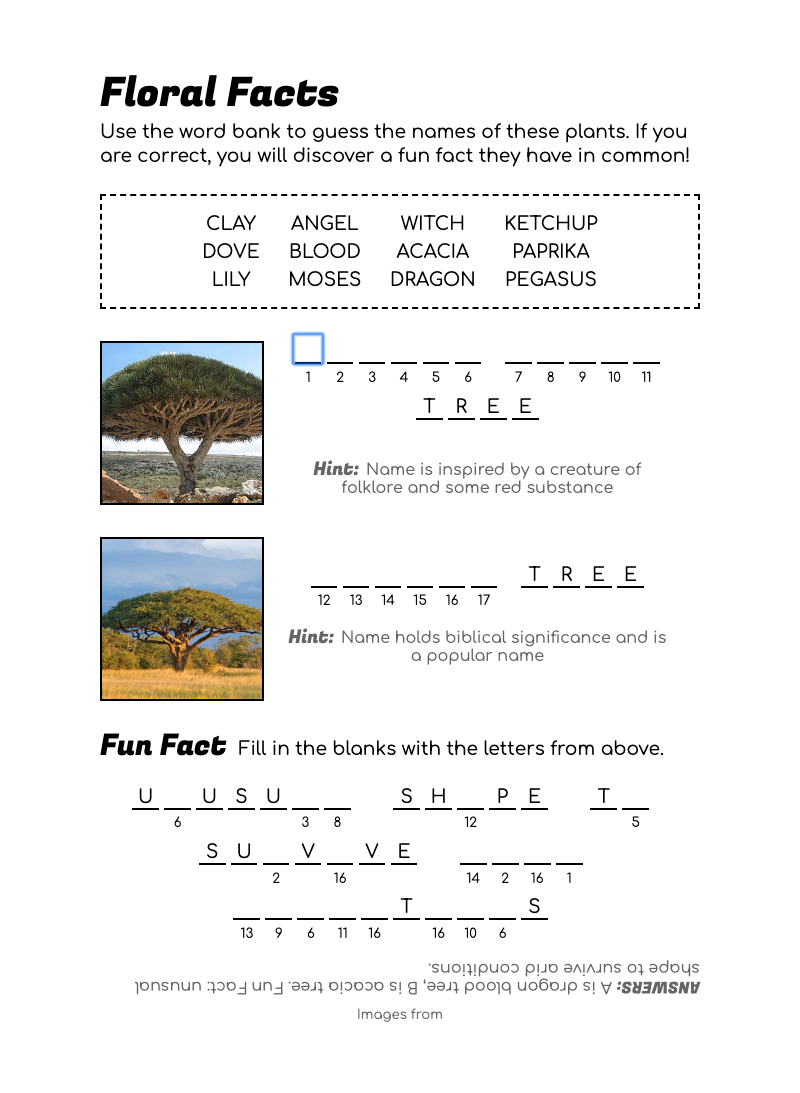 Floral Facts
Use the word bank to guess the names of these plants. If you
are correct, you will discover a fun fact they have in common!
CLAY ANGEL WITCH KETCHUP
DOVE BLOOD ACACIA PAPRIKA
LILY MOSES DRAGON PEGASUS
1 2 3 4 5 6 7 8 9 10 11
T R E E
Hint: Name is inspired by a creature of
folklore and some red substance
T R E E
12 13 14 15 16 17
Hint: Name holds biblical significance and is
a popular name
Fun Fact Fill in the blanks with the letters from above.
U U S U S H P E T
6 3 8 12 5
S U V V E
2 16 14 2 16 1
T S
13 9 6 11 16 16 10 6
ANSWERS: A is dragon blood tree, B is acacia tree. Fun Fact: unusual
shape to survive arid conditions.
Images from